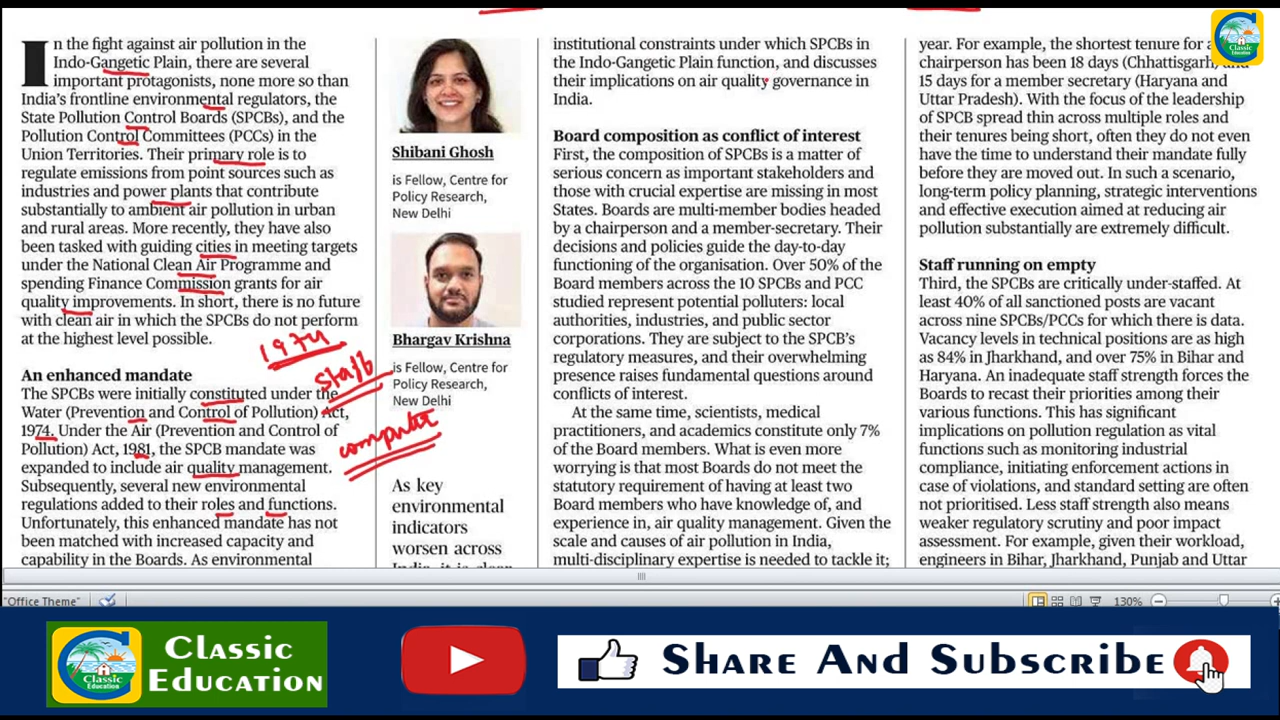 In the fight against air pollution in the
Indo-Gangetic Plain, there are several
important protagonists, none more so than
India's frontline environmental regulators, the
State Pollution Control Boards (SPCBs), and the
Pollution Control Committees (PCCs) in the
Union Territories. Their primary role is to
regulate emissions from point sources such as
industries and power plants that contribute
substantially to ambient air pollution in urban
and rural areas. More recently, they have also
been tasked with guiding cities in meeting targets
under the National Clean Air Programme and
spending Finance Commission grants for air
quality improvements. In short, there is no future
with clean air in which the SPCBs do not perform
at the highest level possible.
1974
An enhanced mandate
Staff
The SPCBs were initially constituted under the
Water (Prevention and Control of Pollution) Act,
1974. Under the Air (Prevention and Control of
computer
Pollution) Act, 1981, the SPCB mandate was
expanded to include air quality management.
Subsequently, several new environmental
regulations added to their roles and functions.
Unfortunately, this enhanced mandate has not
been matched with increased capacity and
capability in the Boards. As environmental
Shibani Ghosh
is Fellow, Centre for
Policy Research,
New Delhi
Bhargav Krishna
is Fellow, Centre for
Policy Research,
New Delhi
As key
environmental
indicators
worsen across
institutional constraints under which SPCBs in
the Indo-Gangetic Plain function, and discusses
their implications on air quality governance in
India.
Board composition as conflict of interest
First, the composition of SPCBs is a matter of
serious concern as important stakeholders and
those with crucial expertise are missing in most
States. Boards are multi-member bodies headed
by a chairperson and a member-secretary. Their
decisions and policies guide the day-to-day
functioning of the organisation. Over 50% of the
Board members across the 10 SPCBs and PCC
studied represent potential polluters: local
authorities, industries, and public sector
corporations. They are subject to the SPCB's
regulatory measures, and their overwhelming
presence raises fundamental questions around
conflicts of interest.
At the same time, scientists, medical
practitioners, and academics constitute only 7%
of the Board members. What is even more
worrying is that most Boards do not meet the
statutory requirement of having at least two
Board members who have knowledge of, and
experience in, air quality management. Given the
scale and causes of air pollution in India,
multi-disciplinary expertise is needed to tackle it;
year. For example, the shortest tenure for a
chairperson has been 18 days (Chhattisgarh) and
15 days for a member secretary (Haryana and
Uttar Pradesh). With the focus of the leadership
of SPCB spread thin across multiple roles and
their tenures being short, often they do not even
have the time to understand their mandate fully
before they are moved out. In such a scenario,
long-term policy planning, strategic interventions
and effective execution aimed at reducing air
pollution substantially are extremely difficult.
Staff running on empty
Third, the SPCBs are critically under-staffed. At
least 40% of all sanctioned posts are vacant
across nine SPCBs/PCCs for which there is data.
Vacancy levels in technical positions are as high
as 84% in Jharkhand, and over 75% in Bihar and
Haryana. An inadequate staff strength forces the
Boards to recast their priorities among their
various functions. This has significant
implications on pollution regulation as vital
functions such as monitoring industrial
compliance, initiating enforcement actions in
case of violations, and standard setting are often
not prioritised. Less staff strength also means
weaker regulatory scrutiny and poor impact
assessment. For example, given their workload,
engineers in Bihar, Jharkhand, Punjab and Uttar
Classic
Education
"Office Theme"
130%
Classic
Education
Share And Subscribe